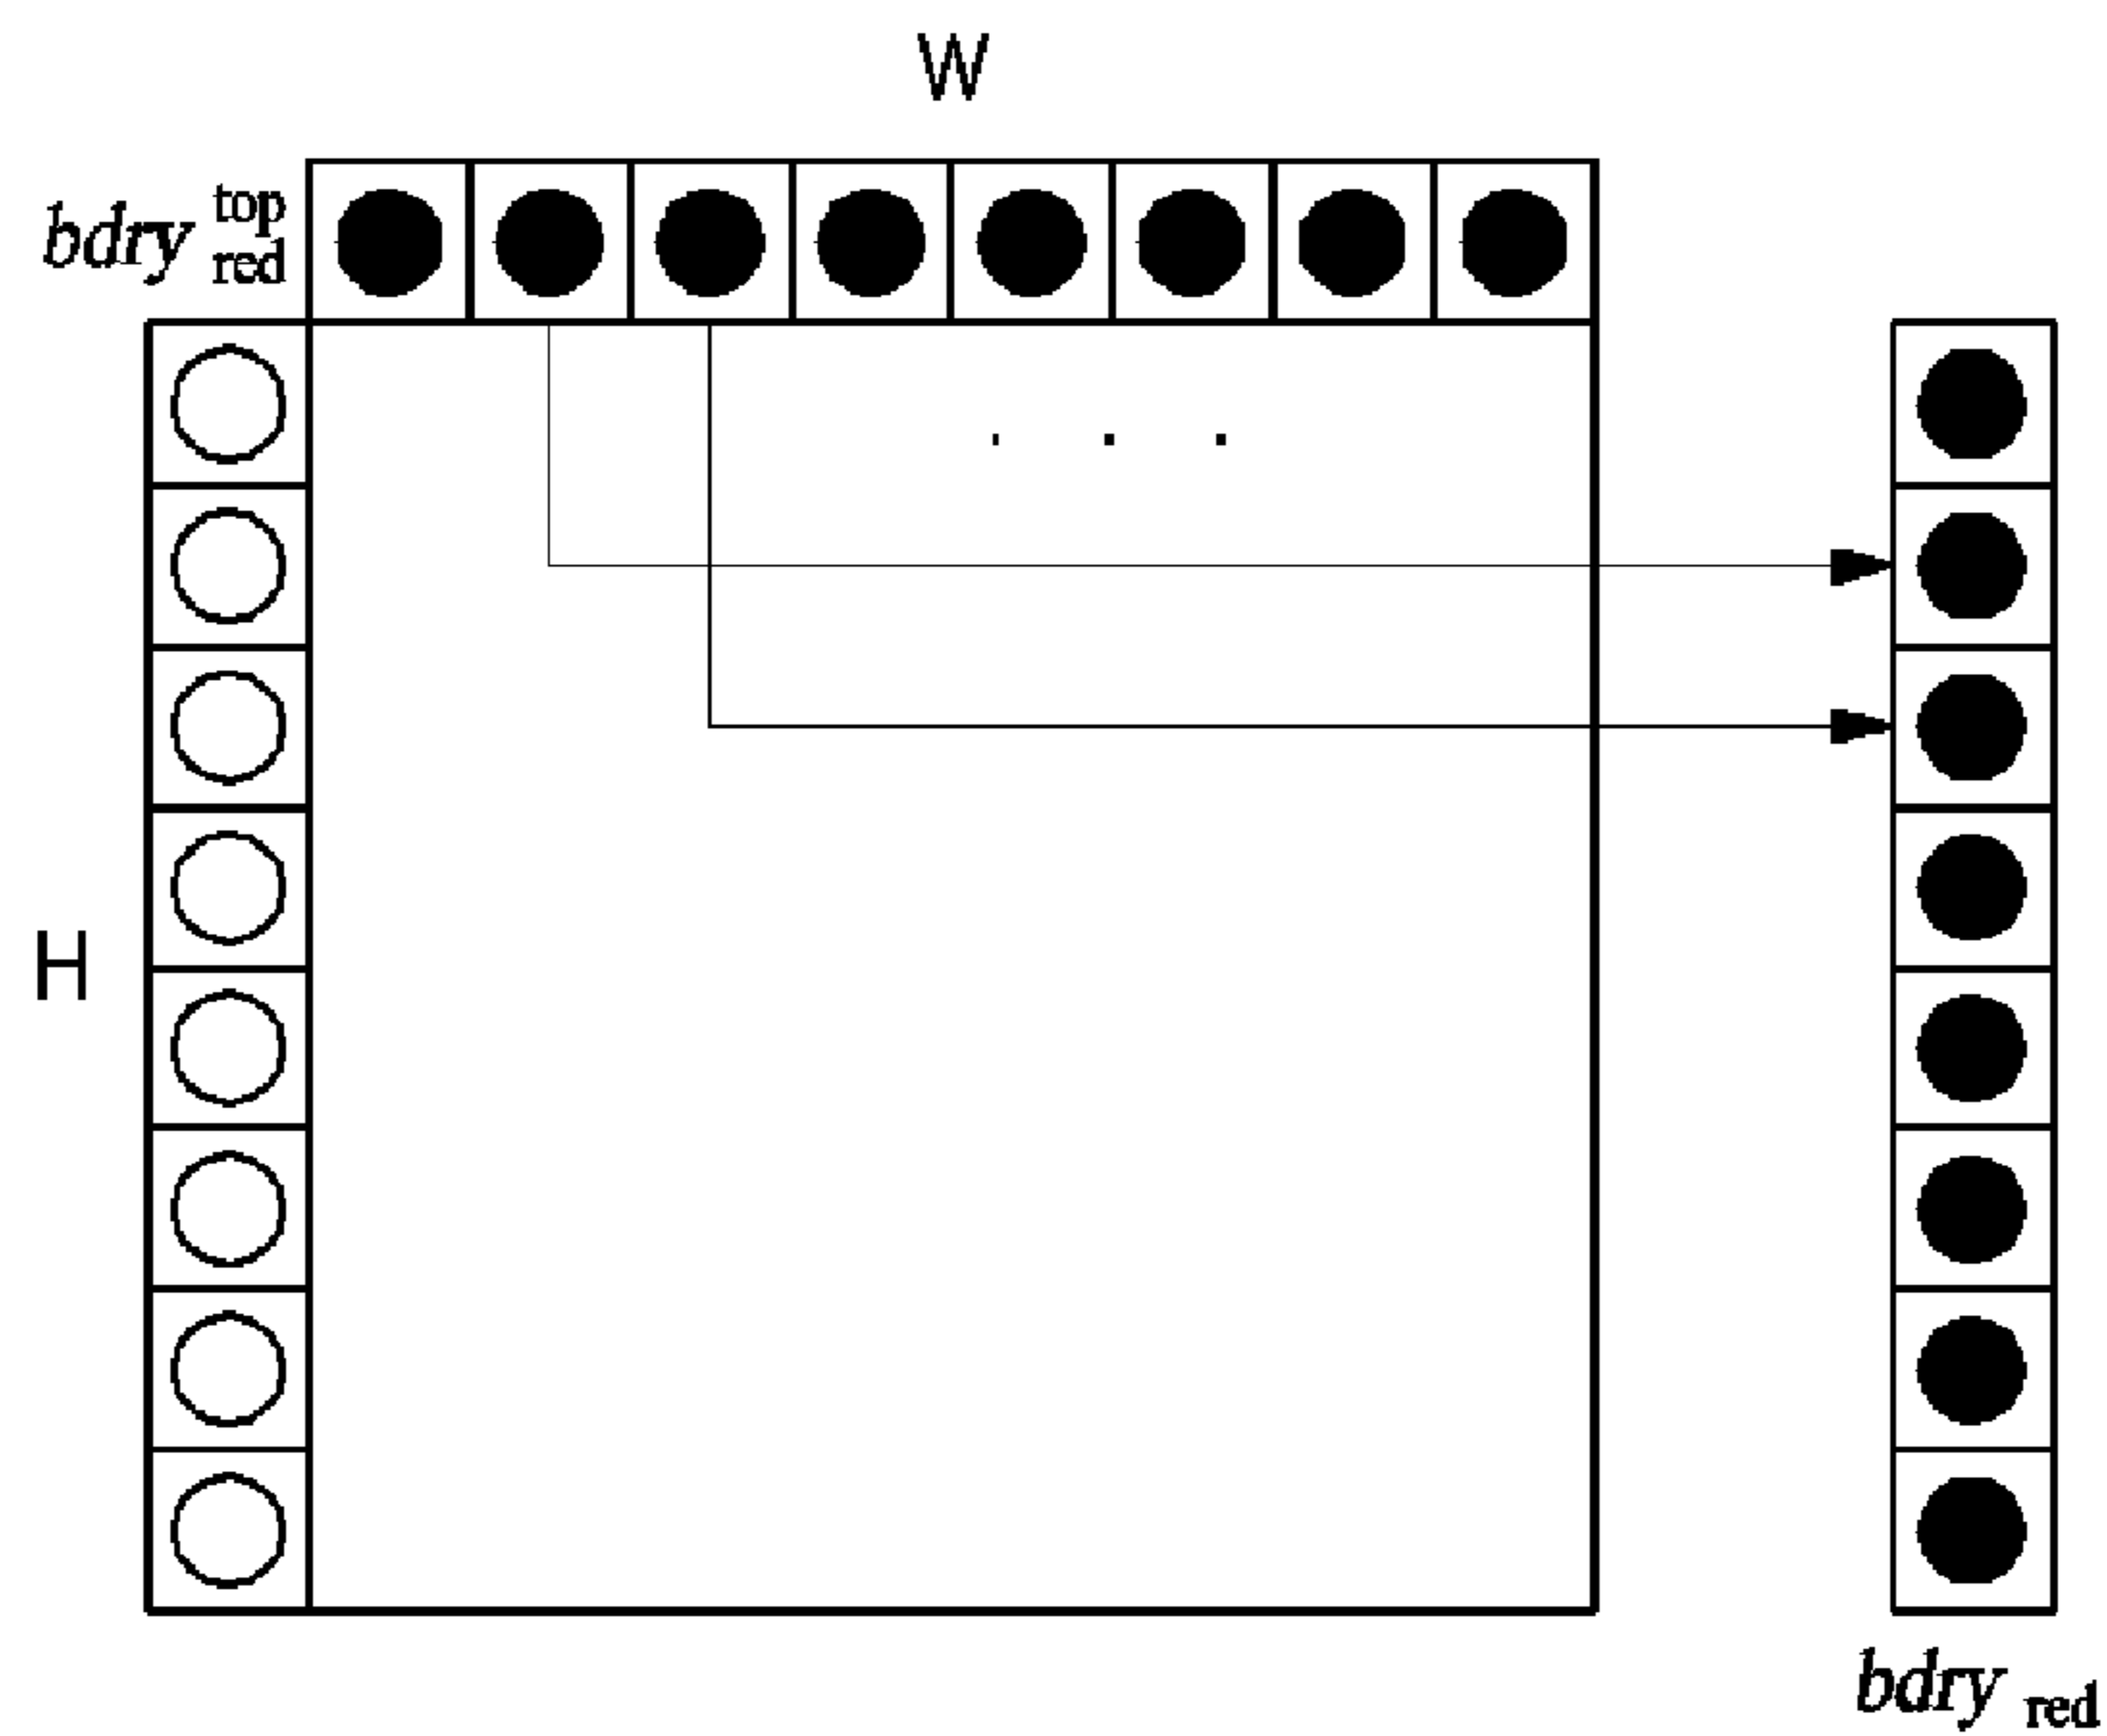 W
bdry top red
H
. . .
bdry red